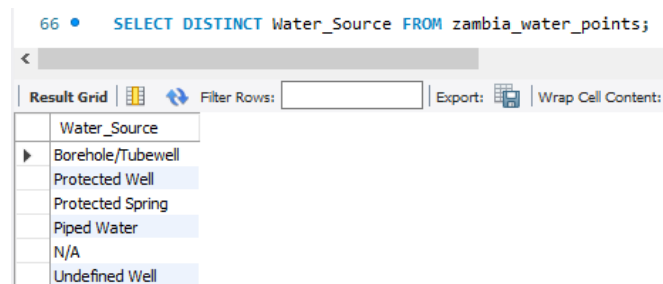 66 SELECT DISTINCT Water_Source FROM zambia_water_points;
Result Grid Filter Rows: Export: Wrap Cell Content:
Water_Source
Borehole/Tubewell
Protected Well
Protected Spring
Piped Water
N/A
Undefined Well